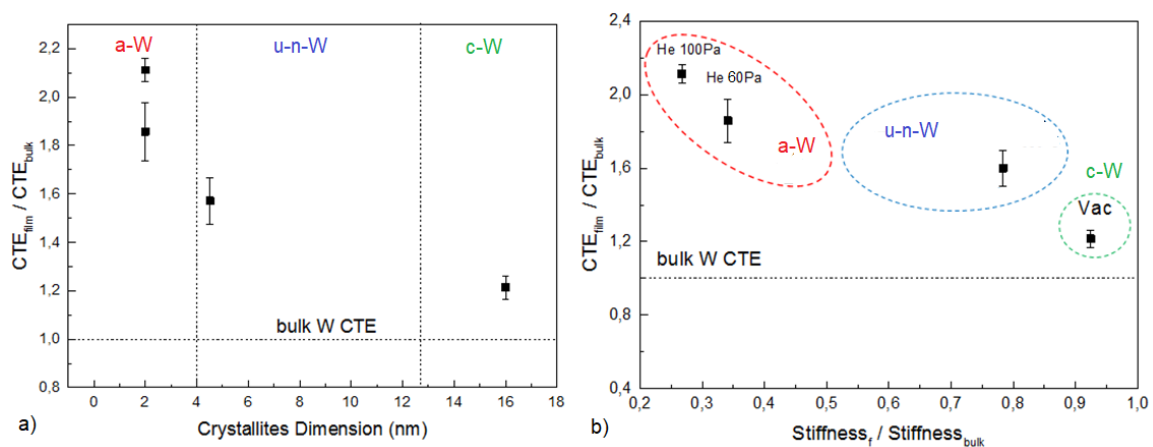 a-W
u-n-W
c-W
2,2
2,0
1,8
1,6
1,4
1,2
1,0
0,8
CTEfilm / CTEbulk
bulk W CTE
0 2 4 6 8 10 12 14 16 18
Crystallites Dimension (nm)
a)
2,4
2,0
1,6
1,2
0,8
0,4
CTEfilm / CTEbulk
He 100Pa
He 60Pa
a-W
u-n-W
c-W
Vac
bulk W CTE
0,2 0,3 0,4 0,5 0,6 0,7 0,8 0,9 1,0
Stiffnessf / Stiffnessbulk
b)